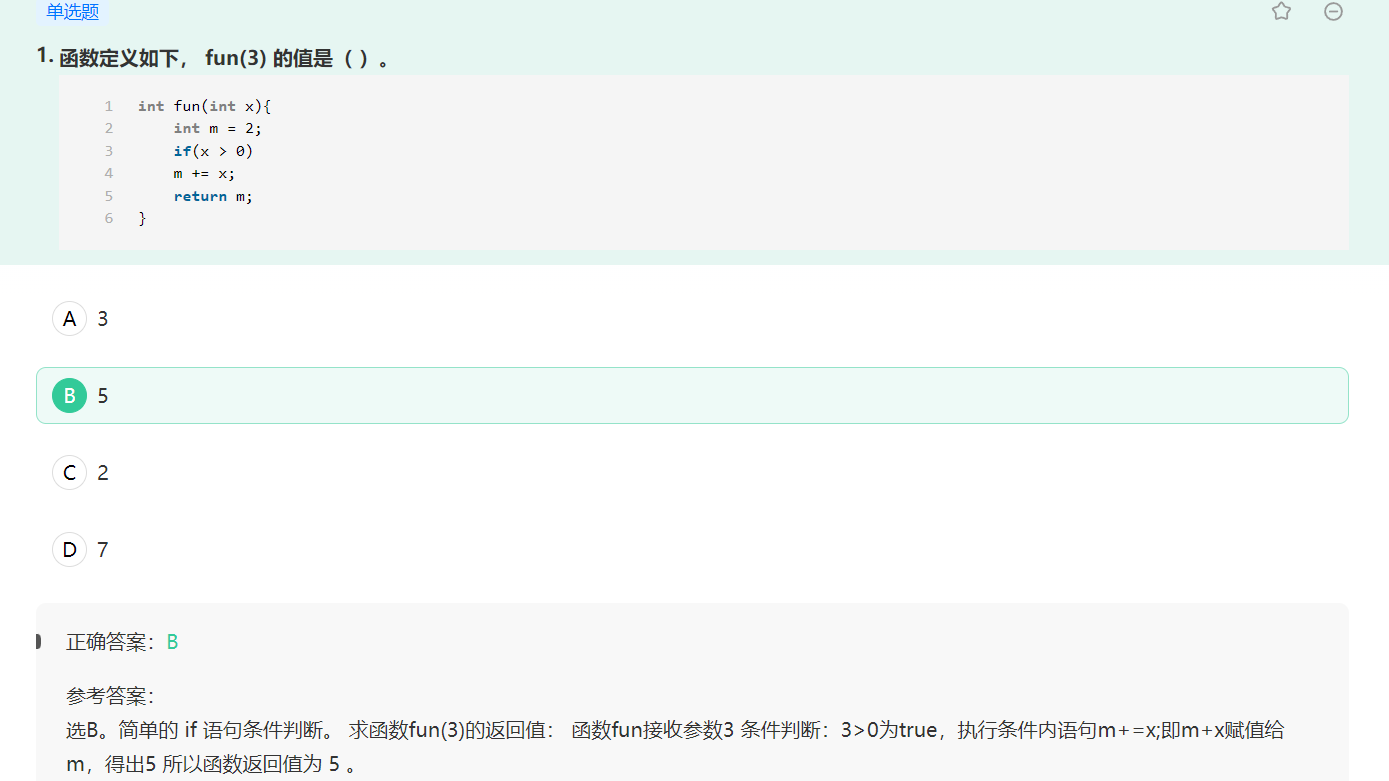 单选题
1. 函数定义如下， fun(3) 的值是（ ）。
1 int fun(int x){
2 int m = 2;
3 if(x > 0)
4 m += x;
5 return m;
6 }
A 3
B 5
C 2
D 7
正确答案：B
参考答案：
选B。简单的 if 语句条件判断。 求函数fun(3)的返回值： 函数fun接收参数3 条件判断：3>0为true，执行条件内语句m+=x;即m+x赋值给
m，得出5 所以函数返回值为 5 。